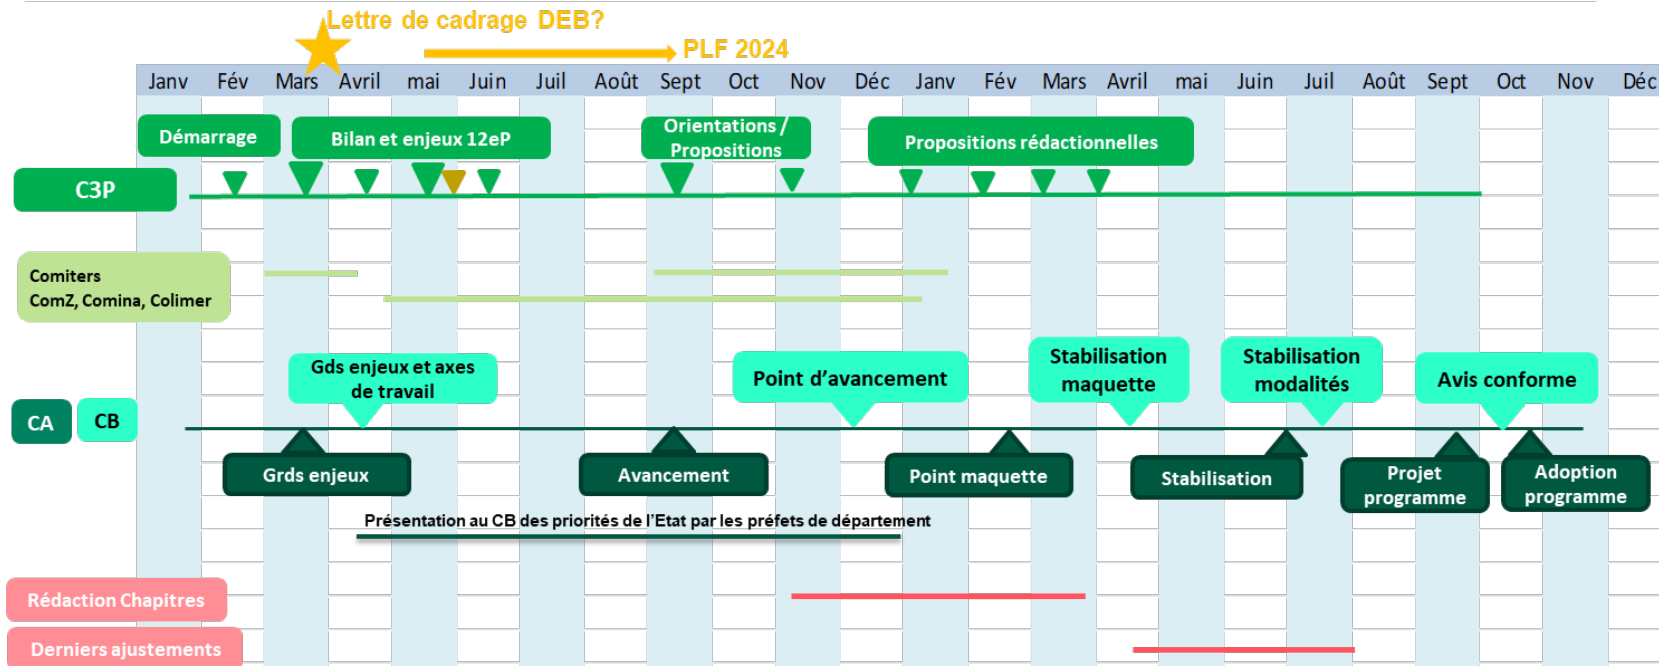 Lettre de cadrage DEB?
PLF 2024
Janv Fév Mars Avril mai Juin Juil Août Sept Oct Nov Déc Janv Fév Mars Avril mai Juin Juil Août Sept Oct Nov Déc
Démarrage
Bilan et enjeux 12eP
Orientations /
Propositions
Propositions rédactionnelles
C3P
Comiters
ComZ, Comina, Colimer
Gds enjeux et axes
de travail
Point d’avancement
Stabilisation
maquette
Stabilisation
modalités
Avis conforme
CA
CB
Grds enjeux
Avancement
Point maquette
Stabilisation
Projet
programme
Adoption
programme
Présentation au CB des priorités de l’Etat par les préfets de département
Rédaction Chapitres
Derniers ajustements